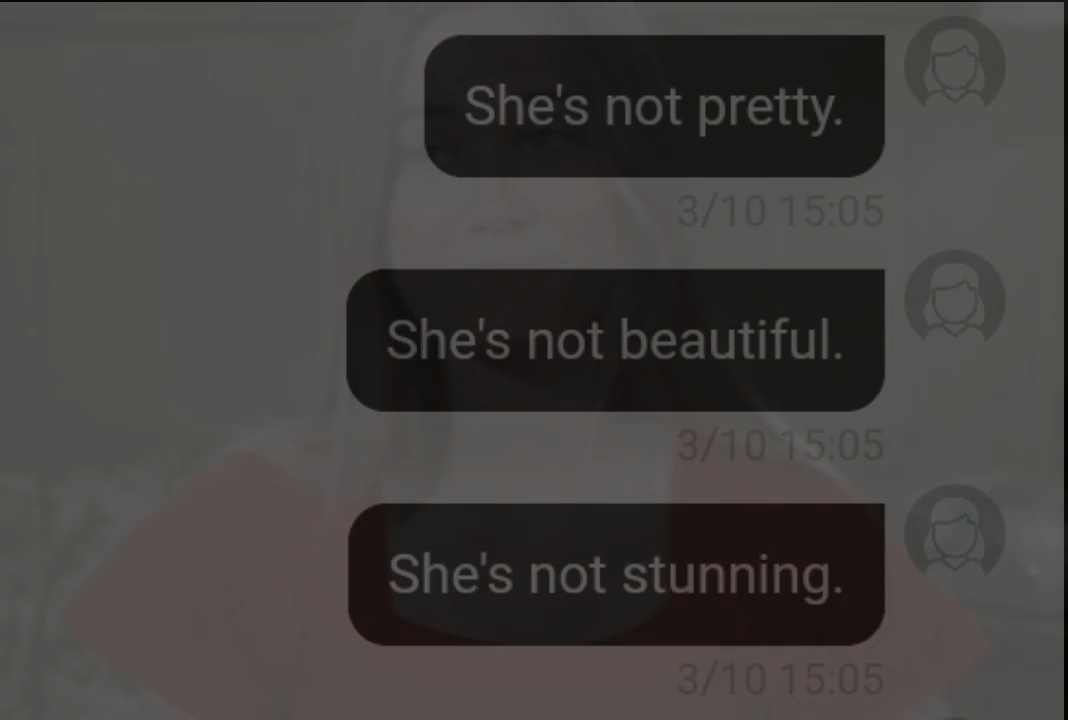 She's not pretty.
3/10 15:05
She's not beautiful.
3/10 15:05
She's not stunning.
3/10 15:05